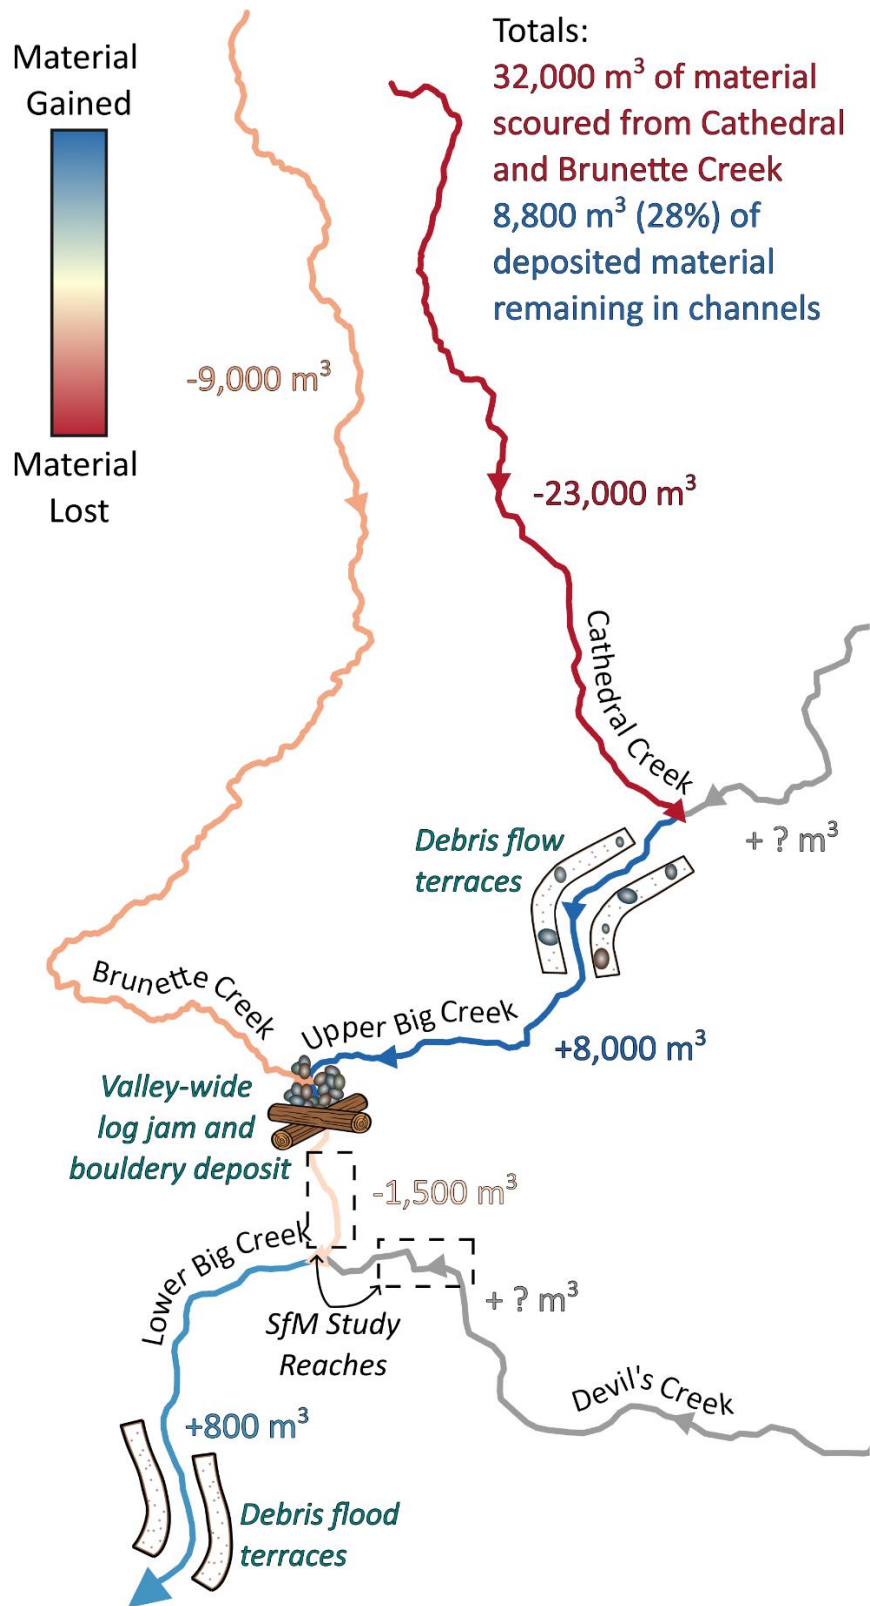 Material
Gained
Material
Lost
Totals:
32,000 m³ of material
scoured from Cathedral
and Brunette Creek
8,800 m³ (28%) of
deposited material
remaining in channels
-9,000 m³
-23,000 m³
Cathedral Creek
+ ? m³
Debris flow
terraces
Brunette Creek
Upper Big Creek
+8,000 m³
Valley-wide
log jam and
bouldery deposit
-1,500 m³
Lower Big Creek
+ ? m³
SfM Study
Reaches
Devil's Creek
+800 m³
Debris flood
terraces